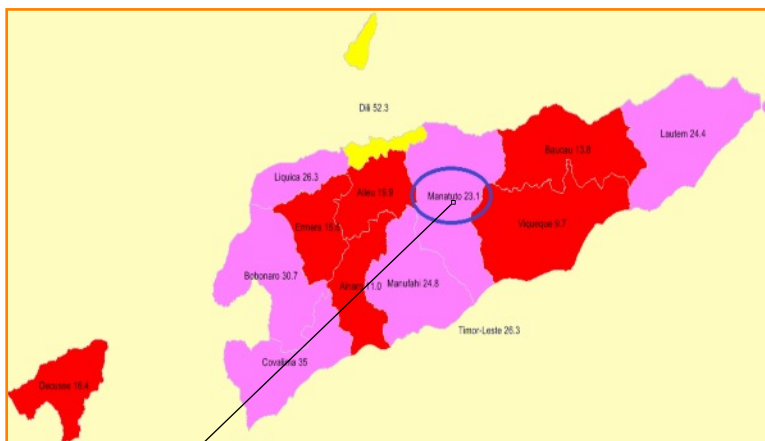 Dili 52.3
Lautem 24.4
Baucau 13.8
Liquica 26.3
Aileu 19.9
Manatuto 23.1
Viqueque 9.7
Ermera 15.5
Bobonaro 30.7
Ainaro 11.0
Manufahi 24.8
Timor-Leste 26.3
Covalima 35
Oecusse 16.4